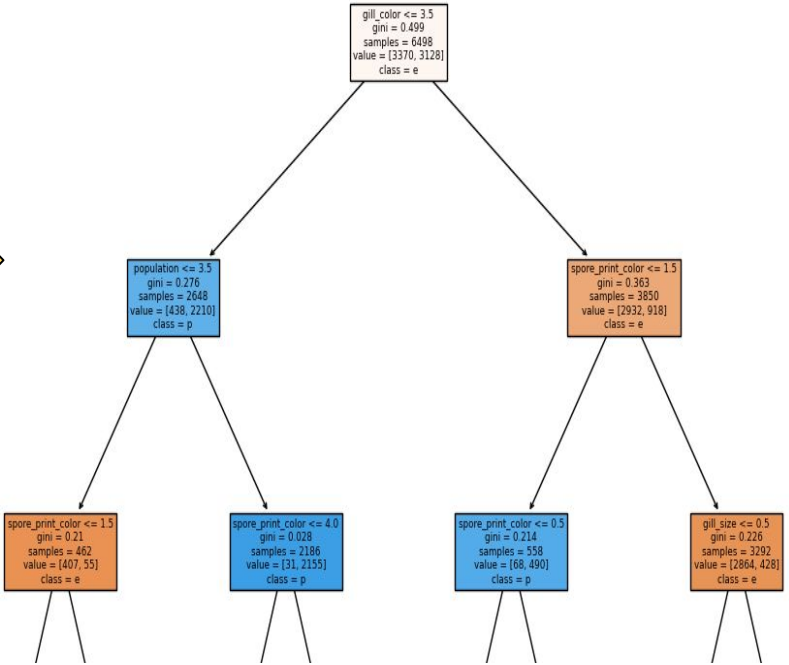 gill_color <= 3.5
gini = 0.499
samples = 6498
value = [3370, 3128]
class = e
population <= 3.5
gini = 0.276
samples = 2648
value = [438, 2210]
class = p
spore_print_color <= 1.5
gini = 0.363
samples = 3850
value = [2932, 918]
class = e
spore_print_color <= 1.5
gini = 0.21
samples = 462
value = [407, 55]
class = e
spore_print_color <= 4.0
gini = 0.028
samples = 2186
value = [31, 2155]
class = p
spore_print_color <= 0.5
gini = 0.214
samples = 558
value = [68, 490]
class = p
gill_size <= 0.5
gini = 0.226
samples = 3292
value = [2864, 428]
class = e